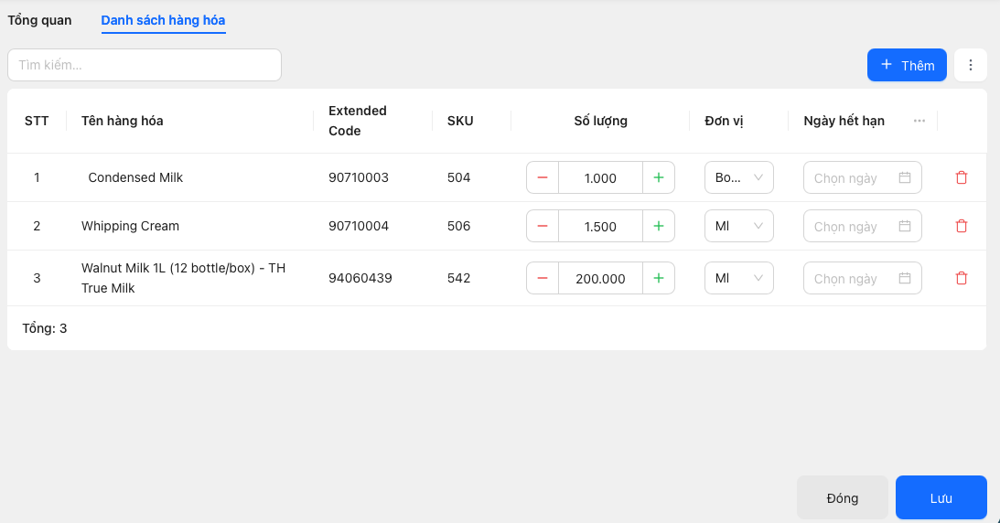 Tổng quan Danh sách hàng hóa
Tìm kiếm...
Thêm
STT Tên hàng hóa Extended Code SKU Số lượng Đơn vị Ngày hết hạn
1 Condensed Milk 90710003 504 1.000 Bo... Chọn ngày
2 Whipping Cream 90710004 506 1.500 Ml Chọn ngày
3 Walnut Milk 1L (12 bottle/box) - TH True Milk 94060439 542 200.000 Ml Chọn ngày
Tổng: 3
Đóng Lưu